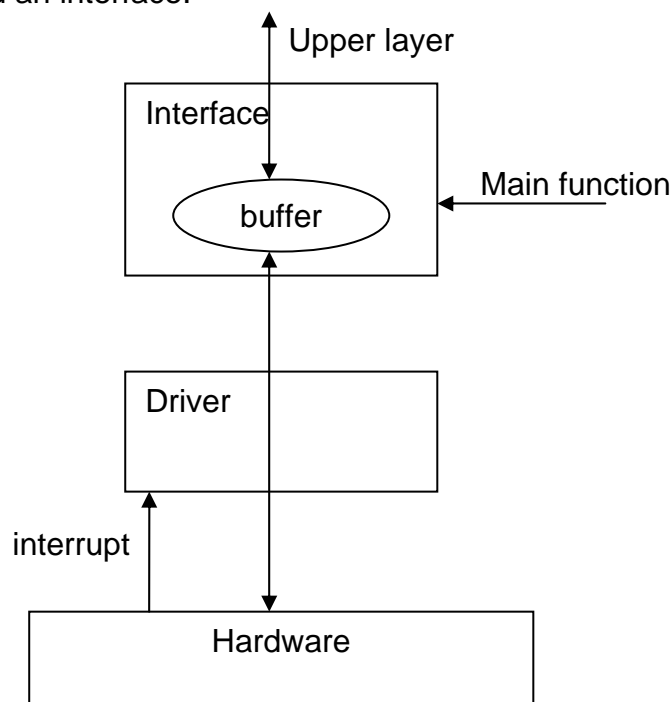 an interface.
Upper layer
Interface
Main function
buffer
Driver
interrupt
Hardware